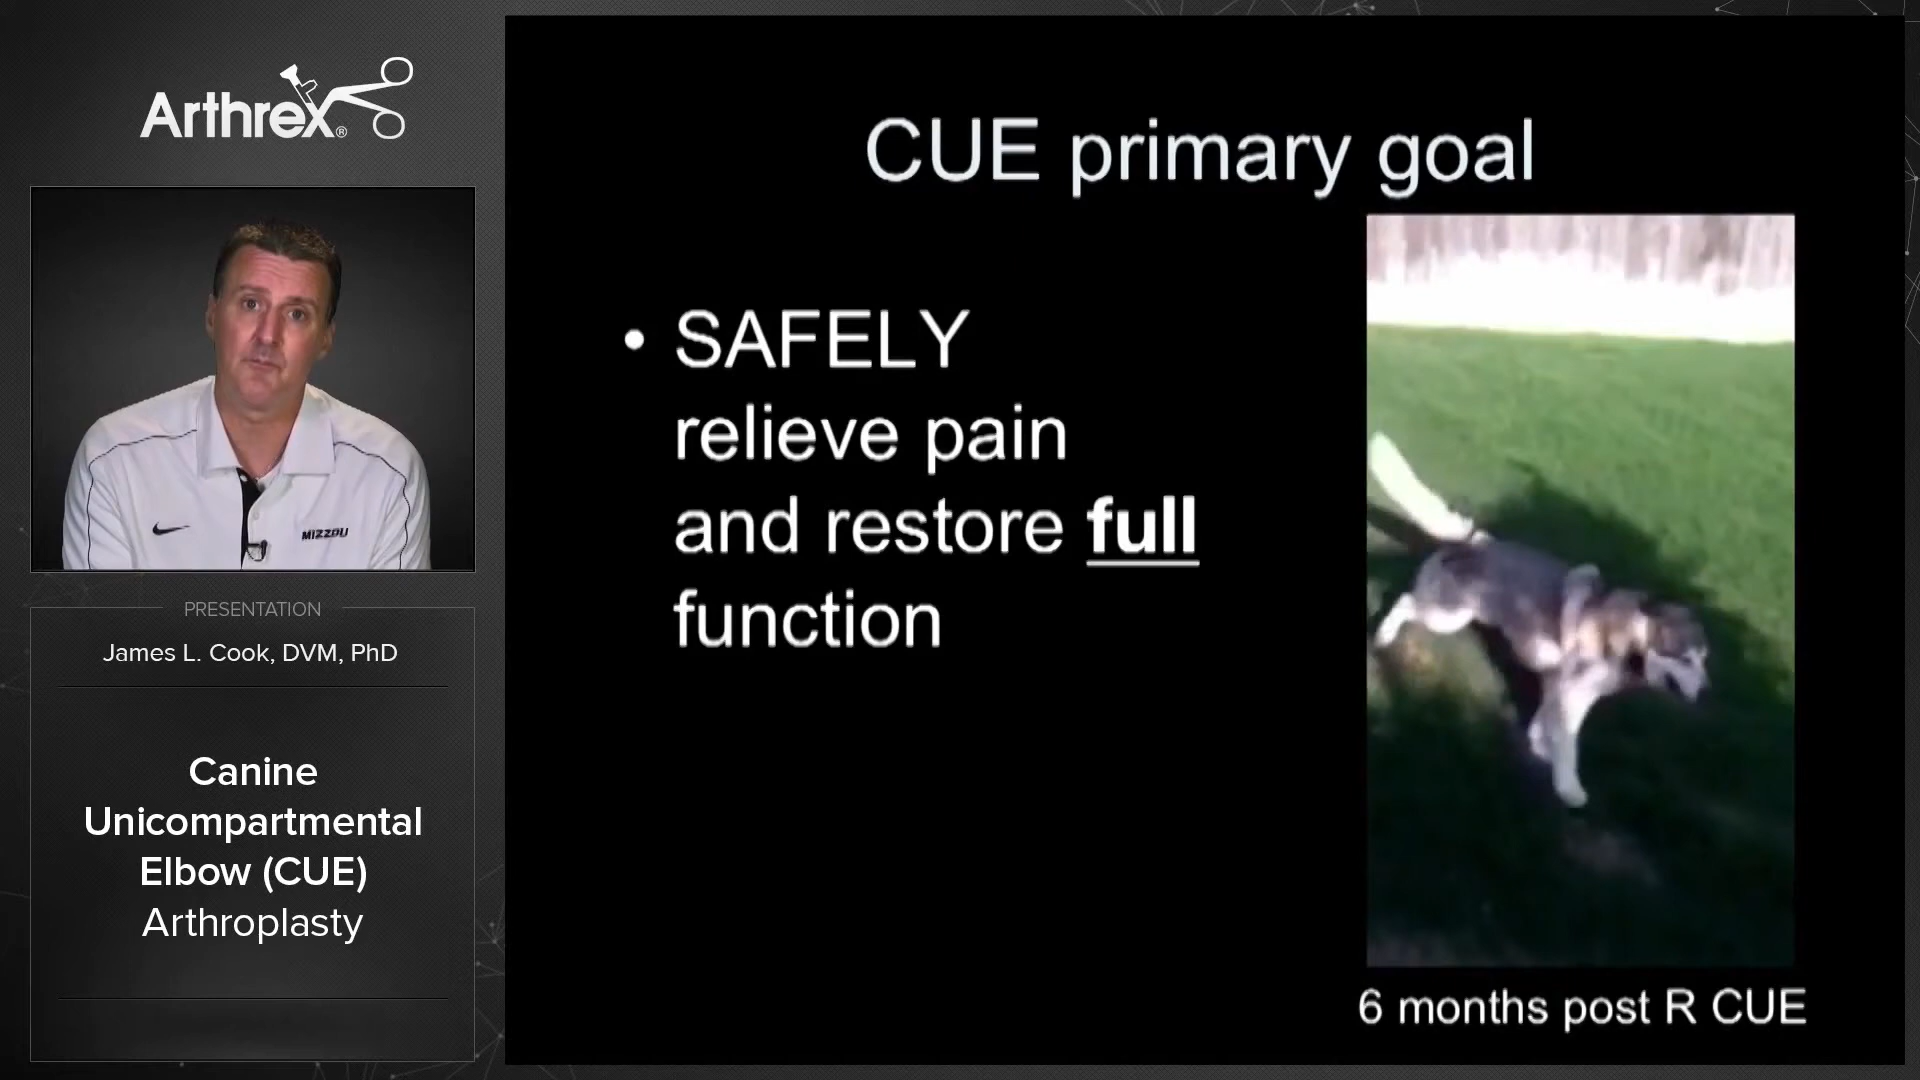 Arthrex®
MIZZOU
PRESENTATION
James L. Cook, DVM, PhD
Canine
Unicompartmental
Elbow (CUE)
Arthroplasty
CUE primary goal
• SAFELY
relieve pain
and restore full
function
6 months post R CUE